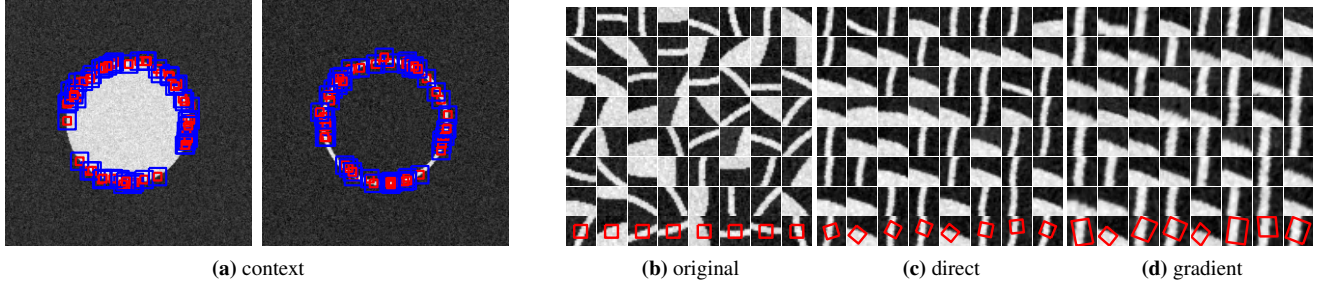 (a) context
(b) original
(c) direct
(d) gradient